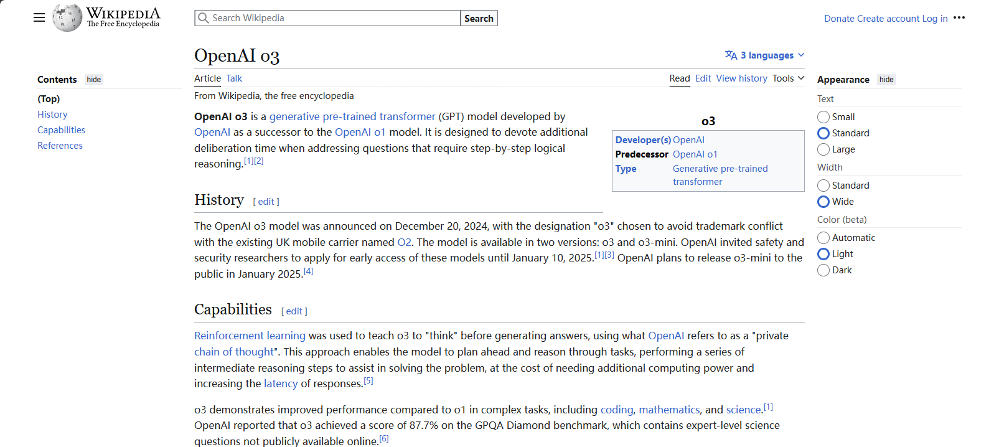 WIKIPEDIA
The Free Encyclopedia
Search Wikipedia
Search
Donate Create account Log in
Contents hide
(Top)
History
Capabilities
References
OpenAI o3
3 languages
Article Talk
Read Edit View history Tools
From Wikipedia, the free encyclopedia
OpenAI o3 is a generative pre-trained transformer (GPT) model developed by
OpenAI as a successor to the OpenAI o1 model. It is designed to devote additional
deliberation time when addressing questions that require step-by-step logical
reasoning.[1][2]
o3
Developer(s) OpenAI
Predecessor OpenAI o1
Type Generative pre-trained
transformer
History [ edit ]
The OpenAI o3 model was announced on December 20, 2024, with the designation "o3" chosen to avoid trademark conflict
with the existing UK mobile carrier named O2. The model is available in two versions: o3 and o3-mini. OpenAI invited safety and
security researchers to apply for early access of these models until January 10, 2025.[1][3] OpenAI plans to release o3-mini to the
public in January 2025.[4]
Capabilities [ edit ]
Reinforcement learning was used to teach o3 to "think" before generating answers, using what OpenAI refers to as a "private
chain of thought". This approach enables the model to plan ahead and reason through tasks, performing a series of
intermediate reasoning steps to assist in solving the problem, at the cost of needing additional computing power and
increasing the latency of responses.[5]
o3 demonstrates improved performance compared to o1 in complex tasks, including coding, mathematics, and science.[1]
OpenAI reported that o3 achieved a score of 87.7% on the GPQA Diamond benchmark, which contains expert-level science
questions not publicly available online.[6]
Appearance hide
Text
Small
Standard
Large
Width
Standard
Wide
Color (beta)
Automatic
Light
Dark